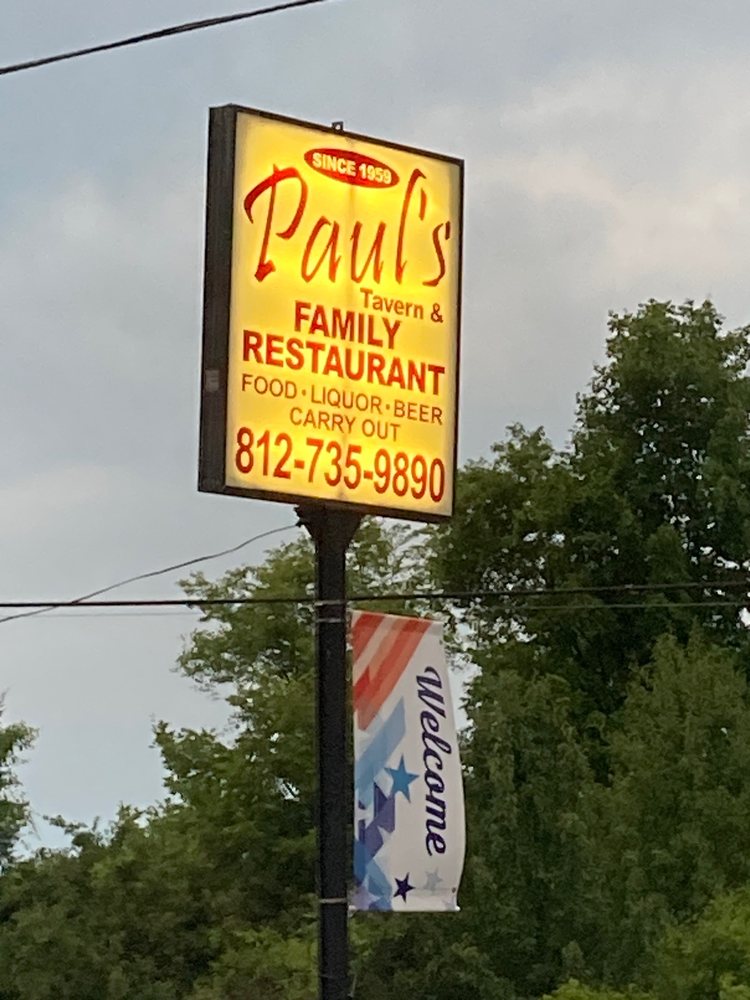 SINCE 1959
Paul's
Tavern &
FAMILY
RESTAURANT
FOOD · LIQUOR · BEER
CARRY OUT
812-735-9890
Welcome